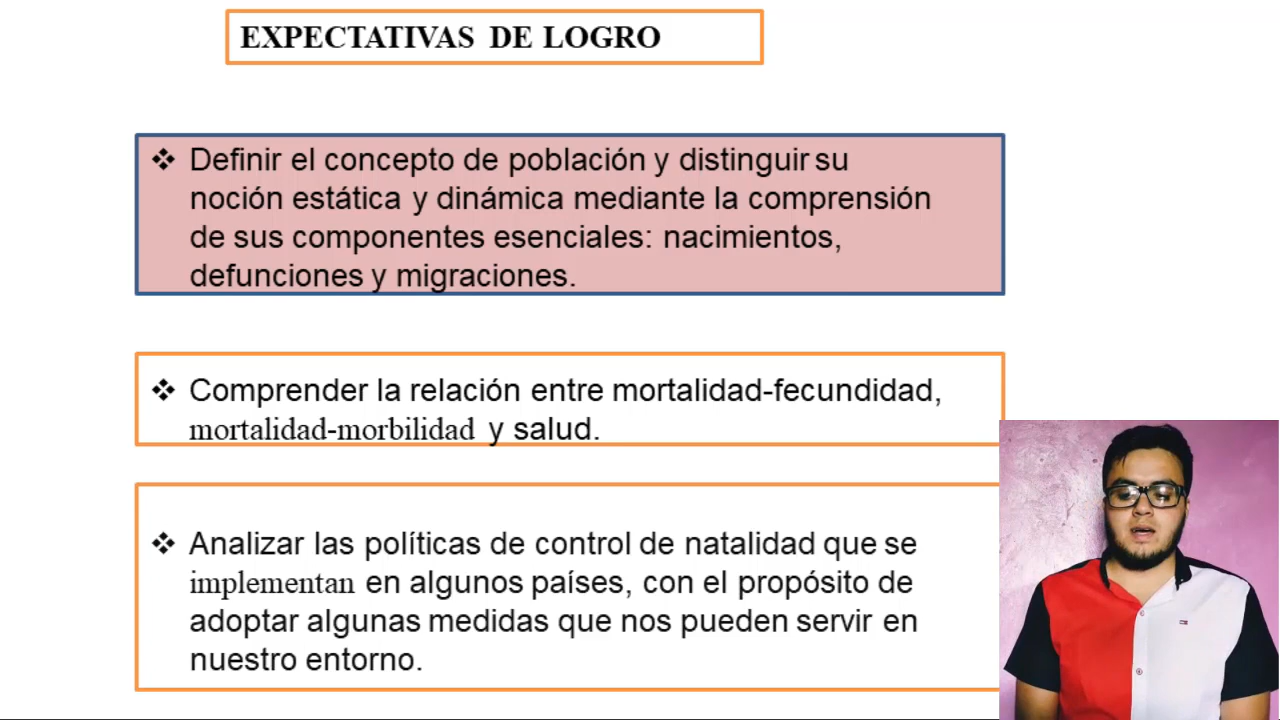 EXPECTATIVAS DE LOGRO
❖ Definir el concepto de población y distinguir su
noción estática y dinámica mediante la comprensión
de sus componentes esenciales: nacimientos,
defunciones y migraciones.
❖ Comprender la relación entre mortalidad-fecundidad,
mortalidad-morbilidad y salud.
❖ Analizar las políticas de control de natalidad que se
implementan en algunos países, con el propósito de
adoptar algunas medidas que nos pueden servir en
nuestro entorno.